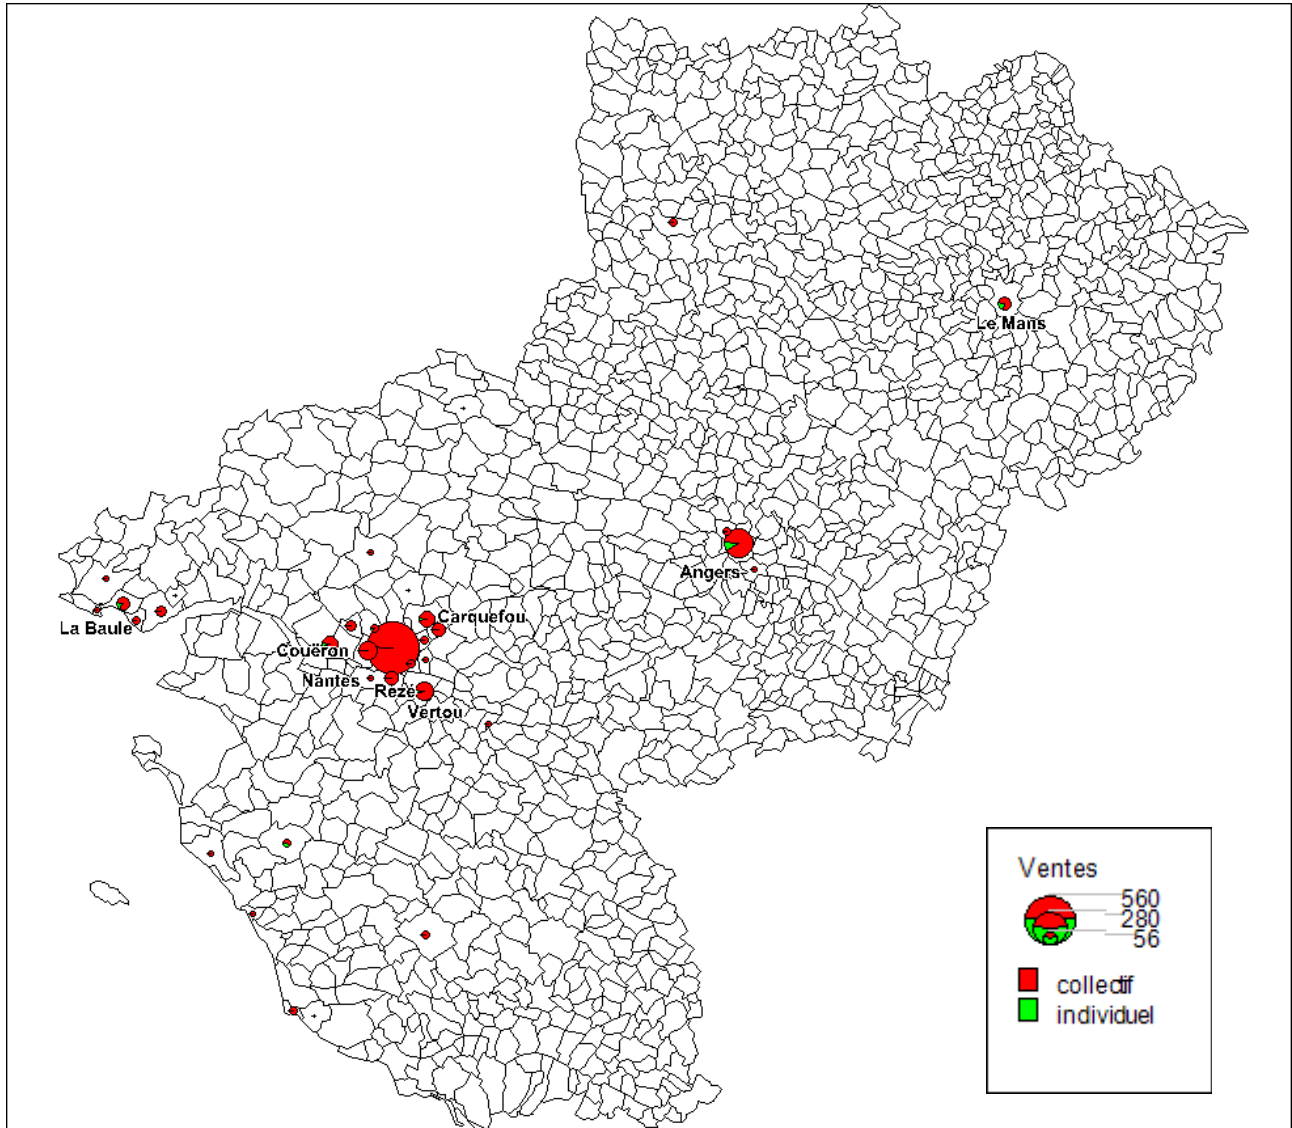 Le Mans
Angers
Carquefou
La Baule
Couëron
Nantes
Rezé
Vertou
Ventes
560
280
56
collectif
individuel